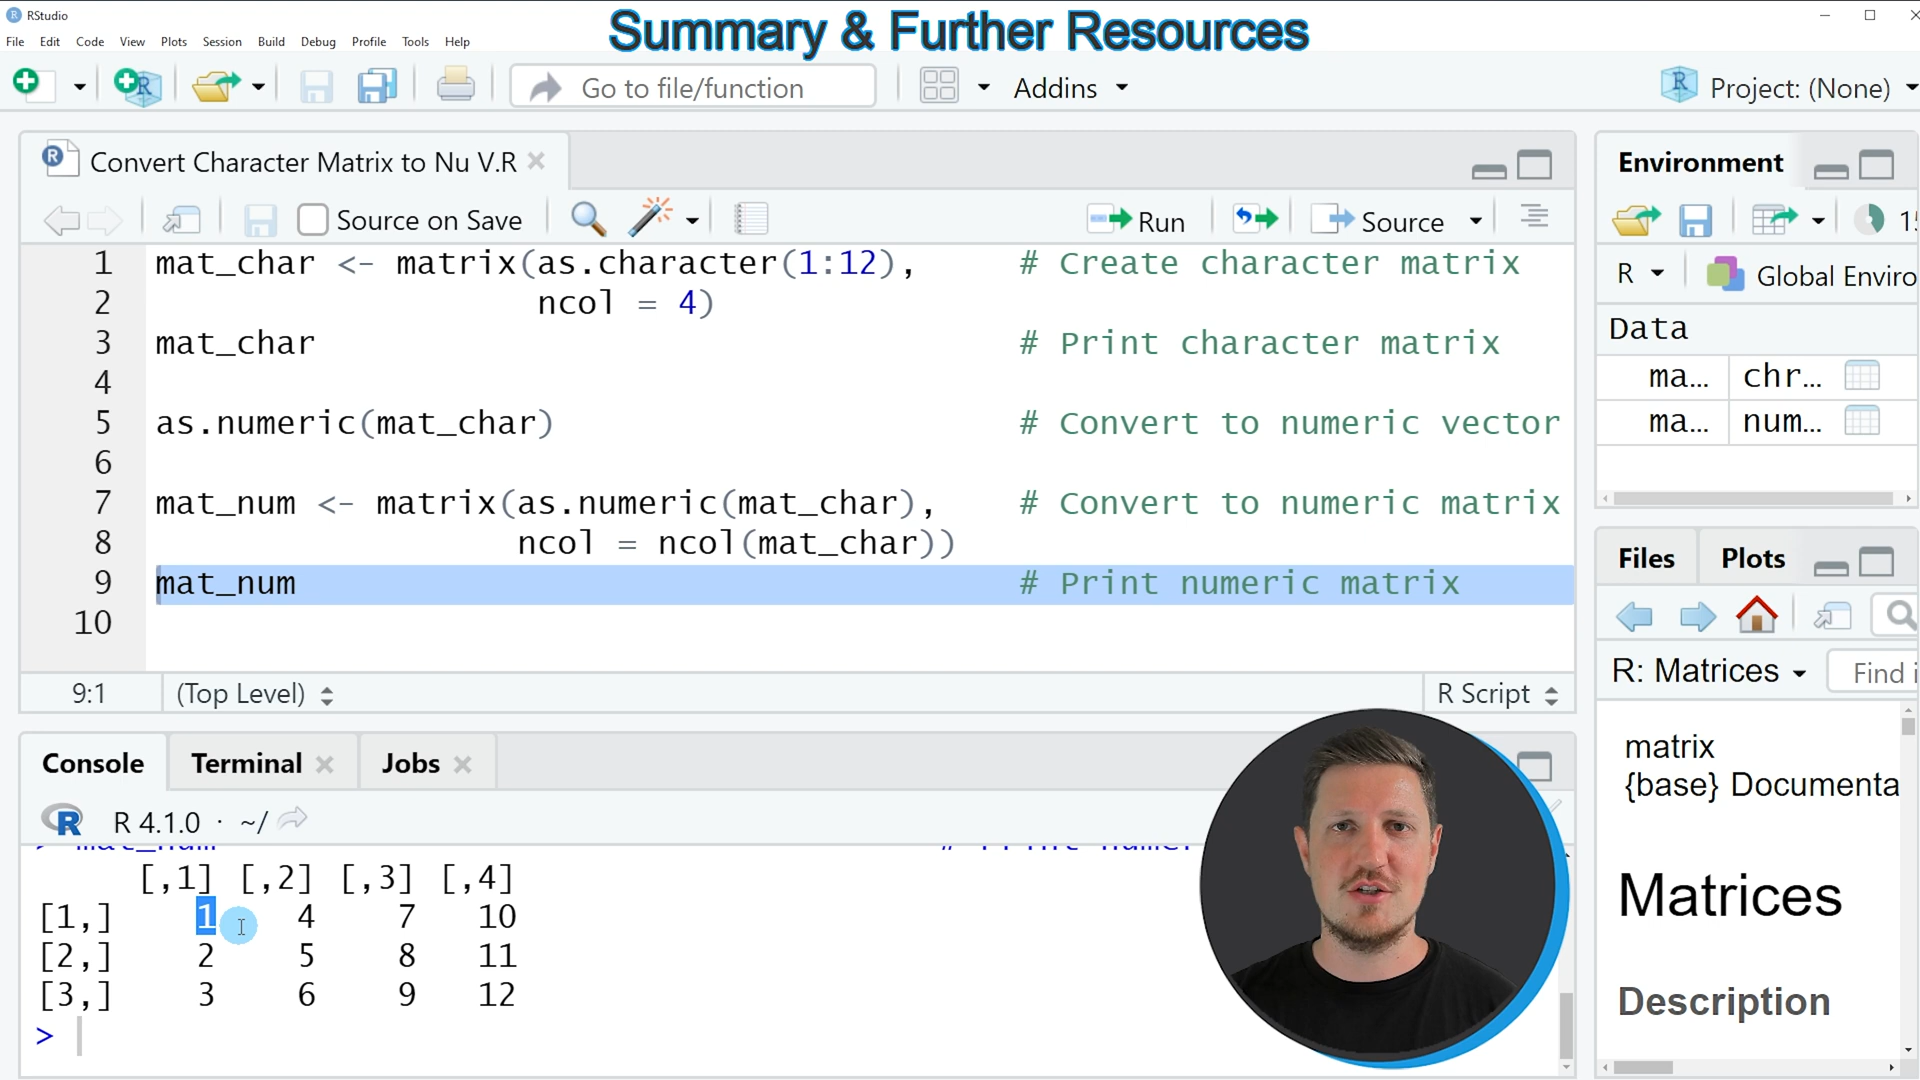 RStudio
Summary & Further Resources
File Edit Code View Plots Session Build Debug Profile Tools Help
Go to file/function
Addins
Project: (None)
Convert Character Matrix to Nu V.R
Source on Save
Run
Source
1 mat_char <- matrix(as.character(1:12), # Create character matrix
2 ncol = 4)
3 mat_char # Print character matrix
4
5 as.numeric(mat_char) # Convert to numeric vector
6
7 mat_num <- matrix(as.numeric(mat_char), # Convert to numeric matrix
8 ncol = ncol(mat_char))
9 mat_num # Print numeric matrix
10
9:1 (Top Level) R Script
Console Terminal Jobs
R 4.1.0 · ~/
[,1] [,2] [,3] [,4]
[1,] 1 4 7 10
[2,] 2 5 8 11
[3,] 3 6 9 12
>
Environment
R Global Enviro
Data
ma... chr...
ma... num...
Files Plots
R: Matrices Find i
matrix
{base} Documenta
Matrices
Description